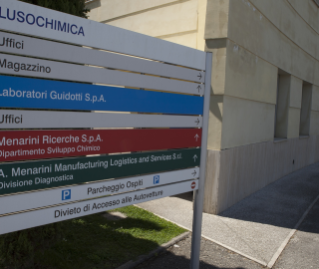 LUSOCHIMICA
Uffici
Magazzino
Laboratori Guidotti S.p.A.
Uffici
Menarini Ricerche S.p.A.
Dipartimento Sviluppo Chimico
A. Menarini Manufacturing Logistics and Services S.r.l.
Divisione Diagnostica
P Parcheggio Ospiti P
Divieto di Accesso alle Autovetture